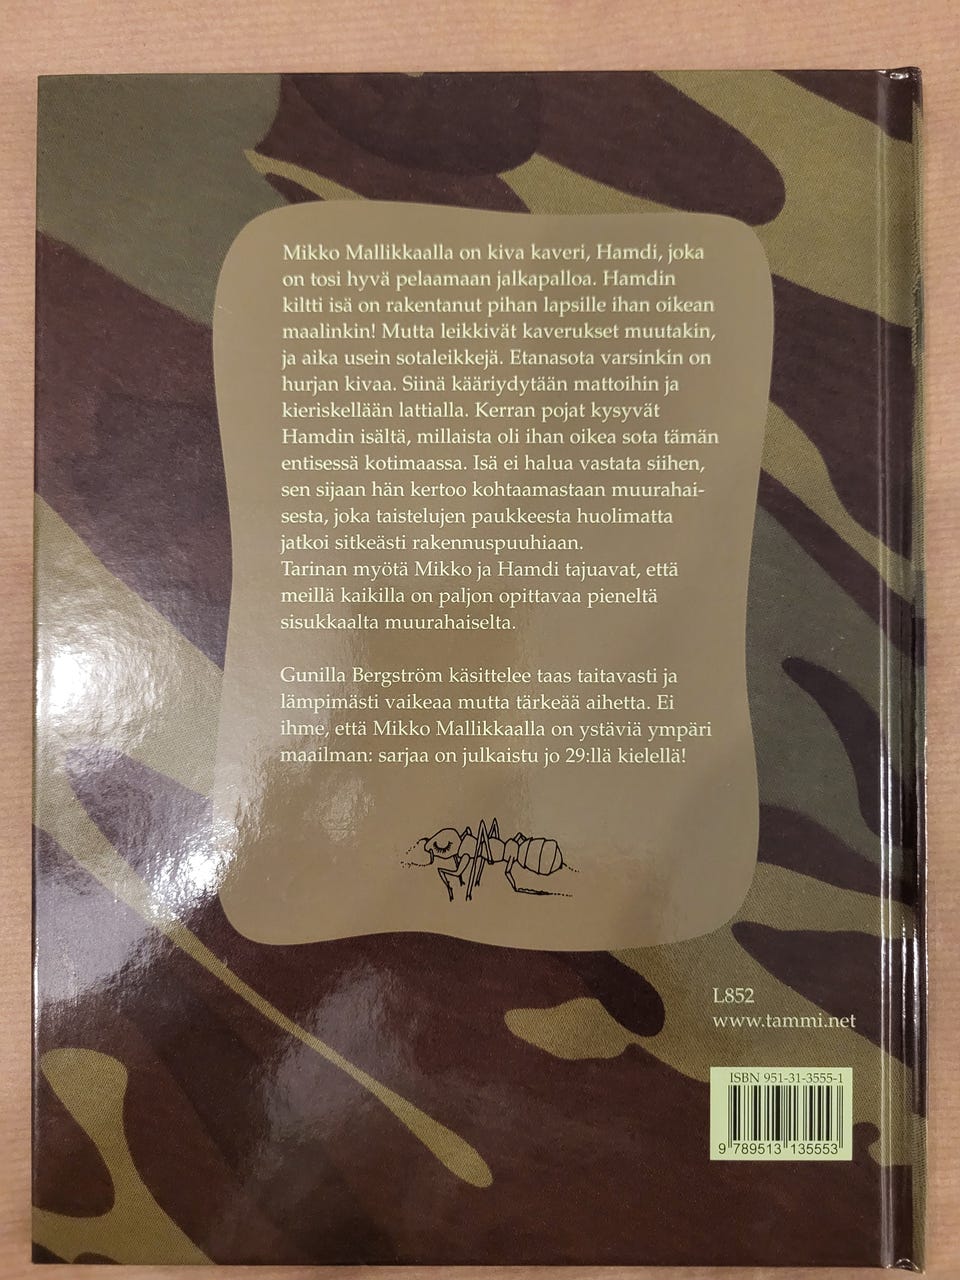 Mikko Mallikkaalla on kiva kaveri, Hamdi, joka
on tosi hyvä pelaamaan jalkapalloa. Hamdin
kiltti isä on rakentanut pihan lapsille ihan oikean
maalinkin! Mutta leikkivät kaverukset muutakin,
ja aika usein sotaleikkejä. Etanasota varsinkin on
hurjan kivaa. Siinä kääriydytään mattoihin ja
kieriskellään lattialla. Kerran pojat kysyvät
Hamdin isältä, millaista oli ihan oikea sota tämän
entisessä kotimaassa. Isä ei halua vastata siihen,
sen sijaan hän kertoo kohtaamastaan muurahai-
sesta, joka taistelujen paukkeesta huolimatta
jatkoi sitkeästi rakennuspuuhiaan.
Tarinan myötä Mikko ja Hamdi tajuavat, että
meillä kaikilla on paljon opittavaa pieneltä
sisukkaalta muurahaiselta.
Gunilla Bergström käsittelee taas taitavasti ja
lämpimästi vaikeaa mutta tärkeää aihetta. Ei
ihme, että Mikko Mallikkaalla on ystäviä ympäri
maailman: sarjaa on julkaistu jo 29:llä kielellä!
L852
www.tammi.net
ISBN 951-31-3555-1
9 789513 135553